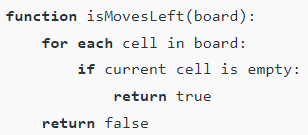 function isMovesLeft(board):
    for each cell in board:
        if current cell is empty:
            return true
    return false